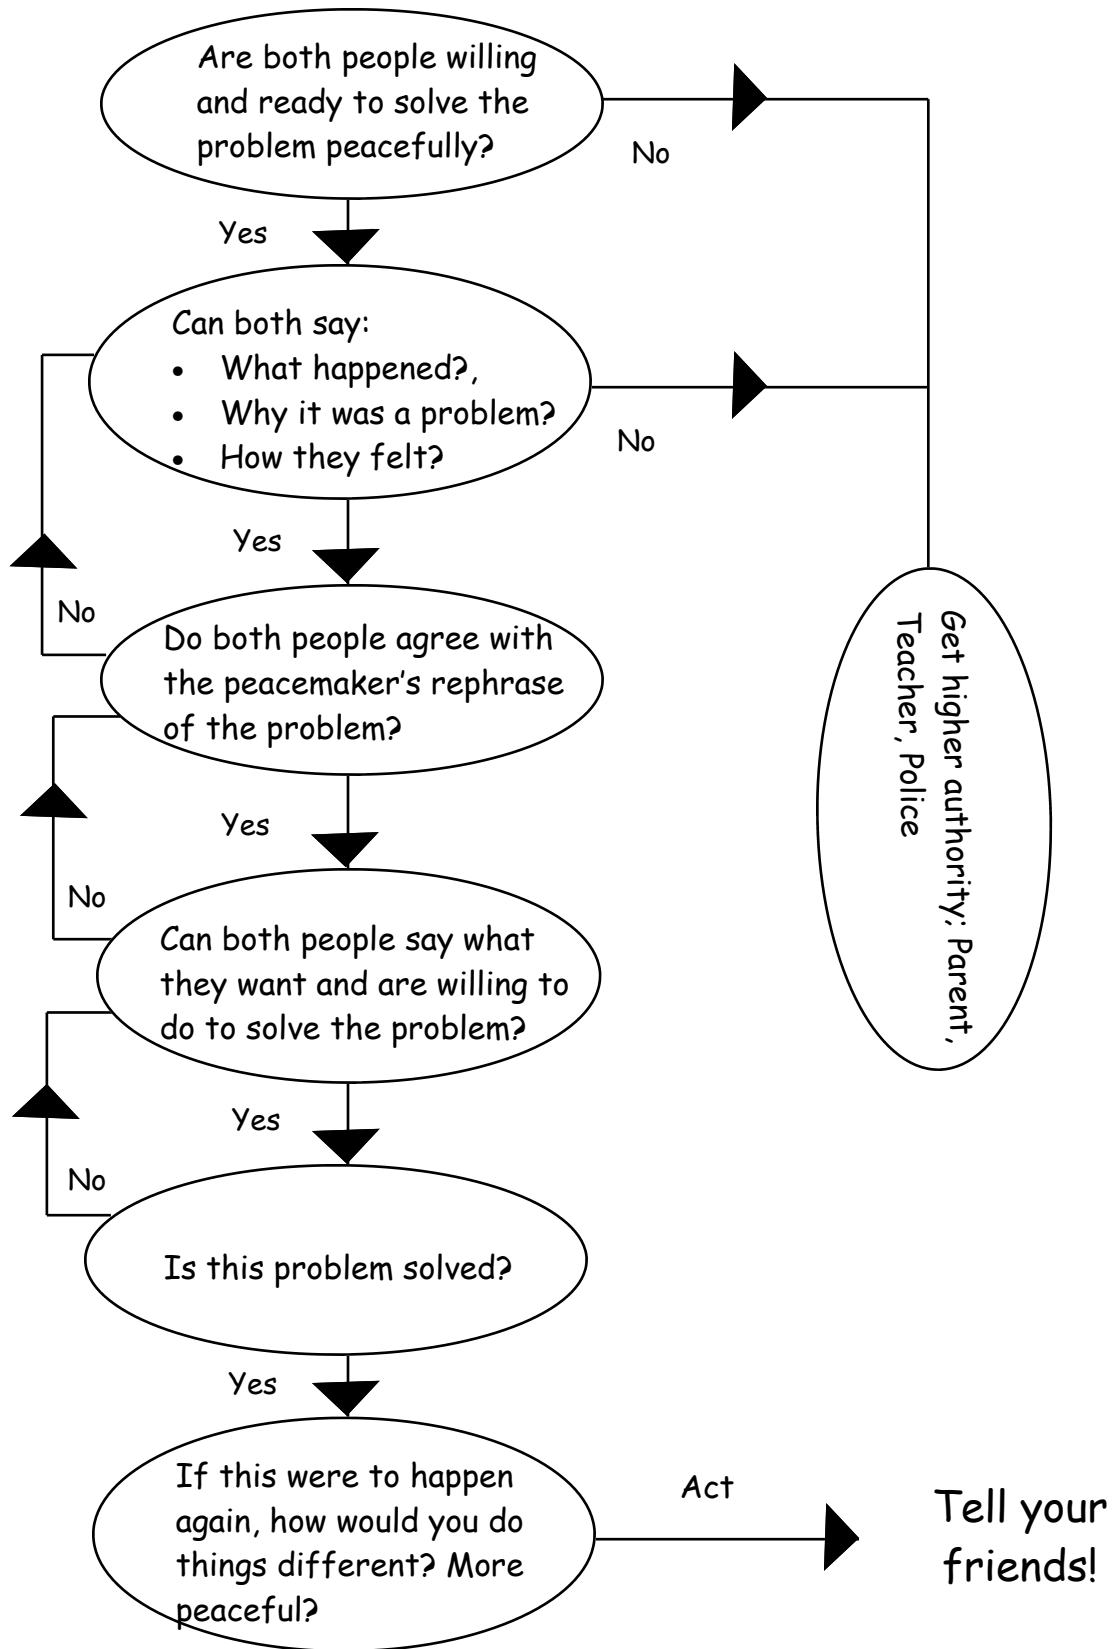 Are both people willing
and ready to solve the
problem peacefully?
No
Yes
Can both say:
• What happened?,
• Why it was a problem?
• How they felt?
No
Yes
No
Do both people agree with
the peacemaker's rephrase
of the problem?
Get higher authority; Parent,
Teacher, Police
Yes
No
Can both people say what
they want and are willing to
do to solve the problem?
Yes
No
Is this problem solved?
Yes
If this were to happen
again, how would you do
things different? More
peaceful?
Act
Tell your
friends!